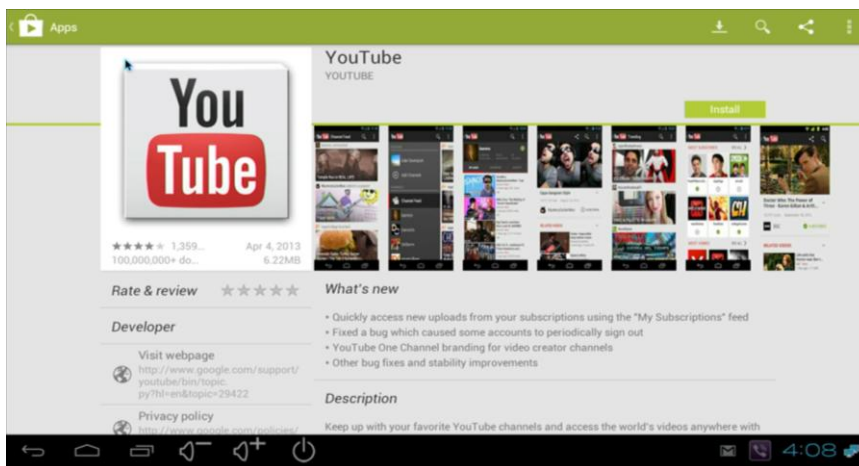 Apps
YouTube
YOUTUBE
Install
You
Tube
1,359...
Apr 4, 2013
100,000,000+ do...
6.22MB
Rate & review
Developer
Visit webpage
http://www.google.com/support/
youtube/bin/topic.
py?hl=en&topic=29422
Privacy policy
http://www.google.com/policies/
What's new
• Quickly access new uploads from your subscriptions using the "My Subscriptions" feed
• Fixed a bug which caused some accounts to periodically sign out
• YouTube One Channel branding for video creator channels
• Other bug fixes and stability improvements
Description
Keep up with your favorite YouTube channels and access the world's videos anywhere with
4:08